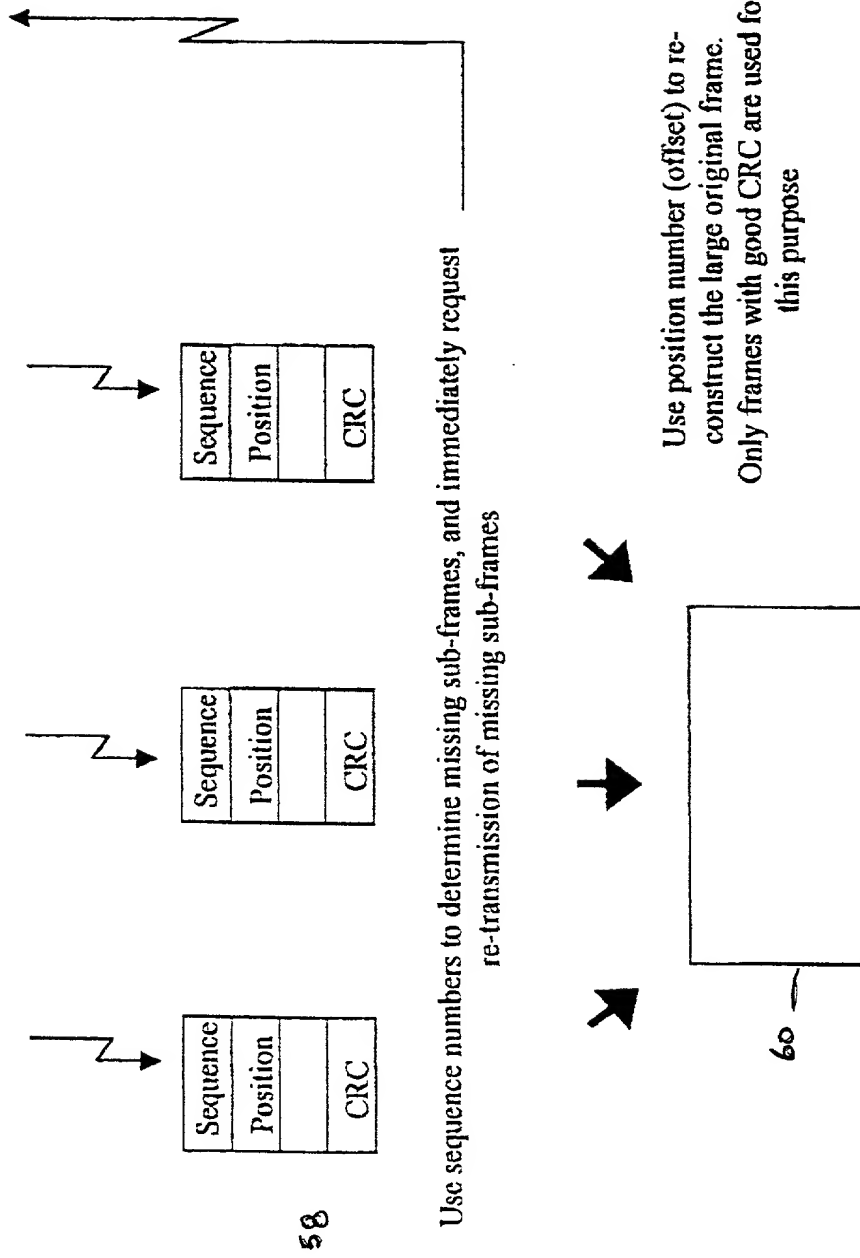 Sequence
Position
CRC
Sequence
Position
CRC
Sequence
Position
CRC
58
Use sequence numbers to determine missing sub-frames, and immediately request
re-transmission of missing sub-frames
Use position number (offset) to re-
construct the large original frame.
Only frames with good CRC are used fo
this purpose
60